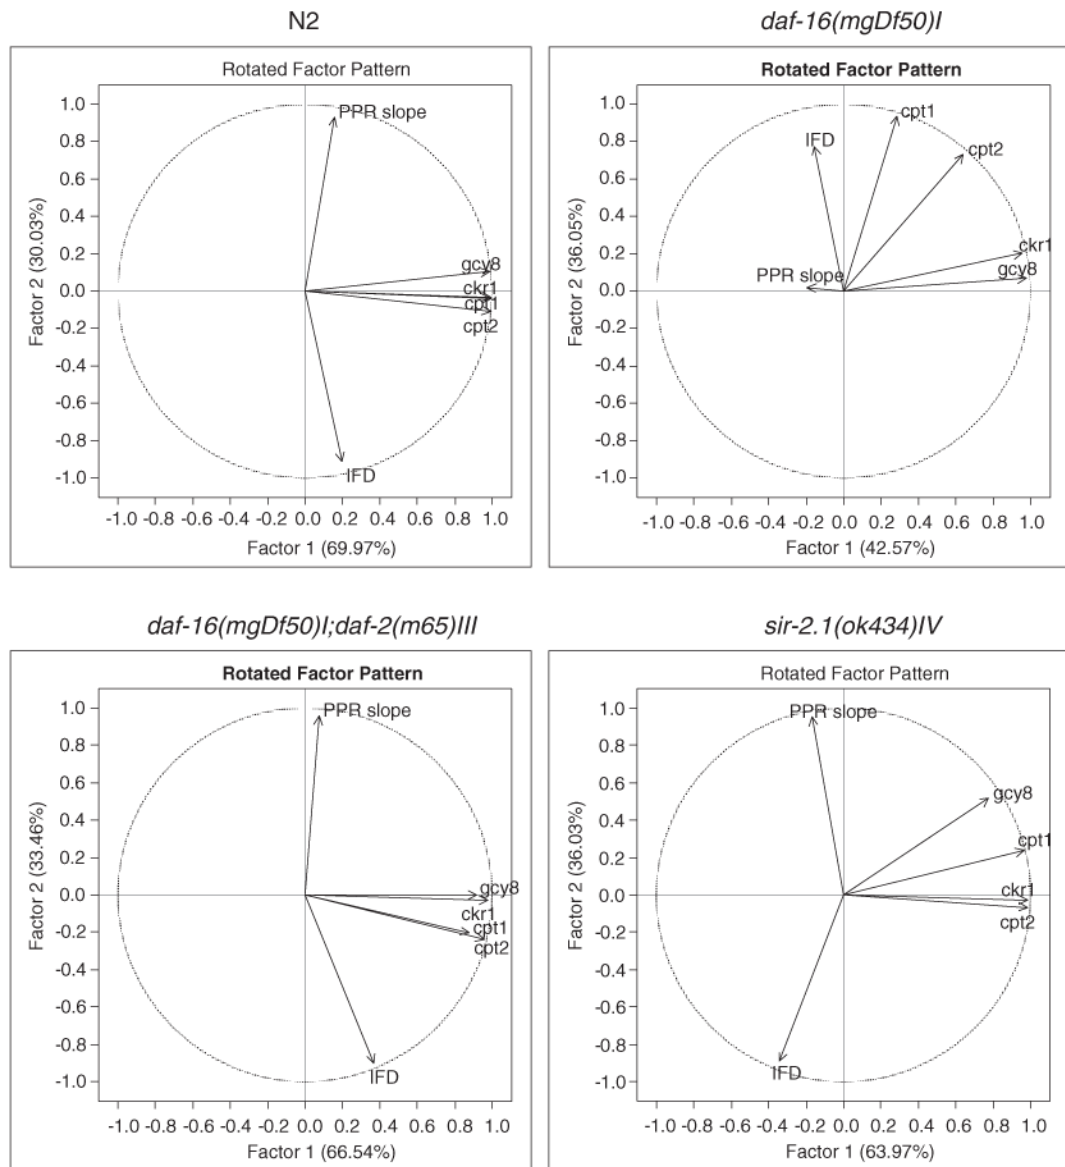 N2
Rotated Factor Pattern
1.0
0.8
0.6
0.4
0.2
0.0
-0.2
-0.4
-0.6
-0.8
-1.0
Factor 2 (30.03%)
PPR slope
gcy8
ckr1
cpt1
cpt2
IFD
-1.0 -0.8 -0.6 -0.4 -0.2 0.0 0.2 0.4 0.6 0.8 1.0
Factor 1 (69.97%)
daf-16(mgDf50)I
Rotated Factor Pattern
1.0
0.8
0.6
0.4
0.2
0.0
-0.2
-0.4
-0.6
-0.8
-1.0
Factor 2 (36.05%)
cpt1
IFD
cpt2
ckr1
gcy8
PPR slope
-1.0 -0.8 -0.6 -0.4 -0.2 0.0 0.2 0.4 0.6 0.8 1.0
Factor 1 (42.57%)
daf-16(mgDf50)I;daf-2(m65)III
Rotated Factor Pattern
1.0
0.8
0.6
0.4
0.2
0.0
-0.2
-0.4
-0.6
-0.8
-1.0
Factor 2 (33.46%)
PPR slope
gcy8
ckr1
cpt1
cpt2
IFD
-1.0 -0.8 -0.6 -0.4 -0.2 0.0 0.2 0.4 0.6 0.8 1.0
Factor 1 (66.54%)
sir-2.1(ok434)IV
Rotated Factor Pattern
1.0
0.8
0.6
0.4
0.2
0.0
-0.2
-0.4
-0.6
-0.8
-1.0
Factor 2 (36.03%)
PPR slope
gcy8
cpt1
ckr1
cpt2
IFD
-1.0 -0.8 -0.6 -0.4 -0.2 0.0 0.2 0.4 0.6 0.8 1.0
Factor 1 (63.97%)